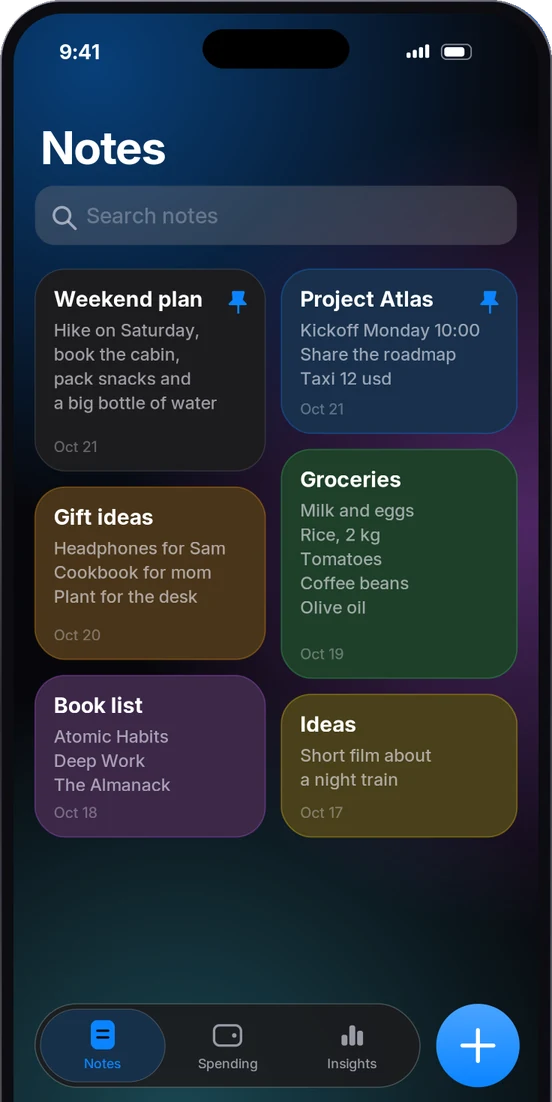 9:41
Notes
Search notes
Weekend plan
Hike on Saturday,
book the cabin,
pack snacks and
a big bottle of water
Oct 21
Project Atlas
Kickoff Monday 10:00
Share the roadmap
Taxi 12 usd
Oct 21
Gift ideas
Headphones for Sam
Cookbook for mom
Plant for the desk
Oct 20
Groceries
Milk and eggs
Rice, 2 kg
Tomatoes
Coffee beans
Olive oil
Oct 19
Book list
Atomic Habits
Deep Work
The Almanack
Oct 18
Ideas
Short film about
a night train
Oct 17
Notes
Spending
Insights